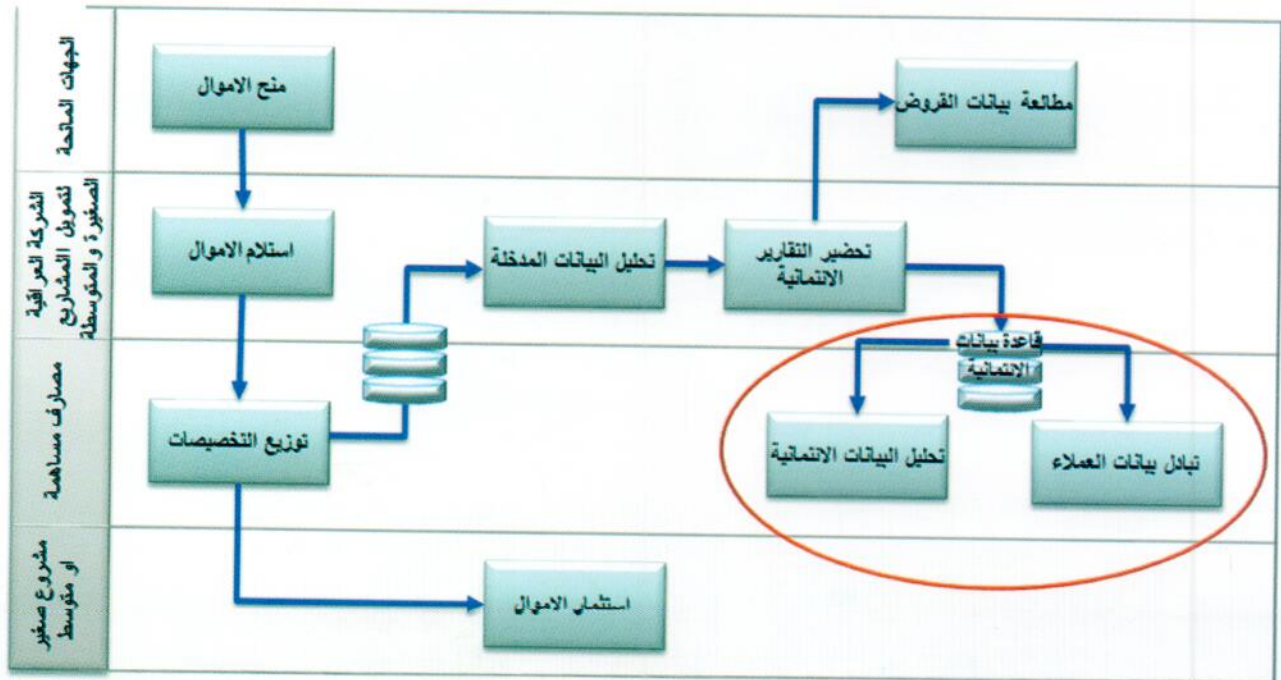 الجهات المانحة
منح الاموال
مطالعة بيانات القروض
الشركة العراقية
لتمويل المشاريع
الصغيرة والمتوسطة
استلام الاموال
تحليل البيانات المدخلة
تحضير التقارير
الائتمانية
مصارف مساهمة
توزيع التخصيصات
قاعدة بيانات
الائتمانية
تحليل البيانات الائتمانية
تبادل بيانات العملاء
مشروع صغير
او متوسط
استثمار الاموال